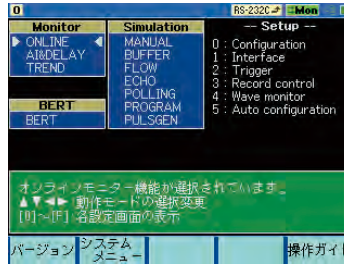 0 RS-232C Mon
Monitor
ONLINE
AI&DELAY
TREND
BERT
BERT
Simulation
MANUAL
BUFFER
FLOW
ECHO
POLLING
PROGRAM
PULSGEN
-- Setup --
0 : Configuration
1 : Interface
2 : Trigger
3 : Record control
4 : Wave monitor
5 : Auto configuration
オンラインモニター機能が選択されています。
▲▼◀▶ 動作モードの選択変更
[0]~[F] 各設定画面の表示
バージョン システムメニュー 操作ガイド